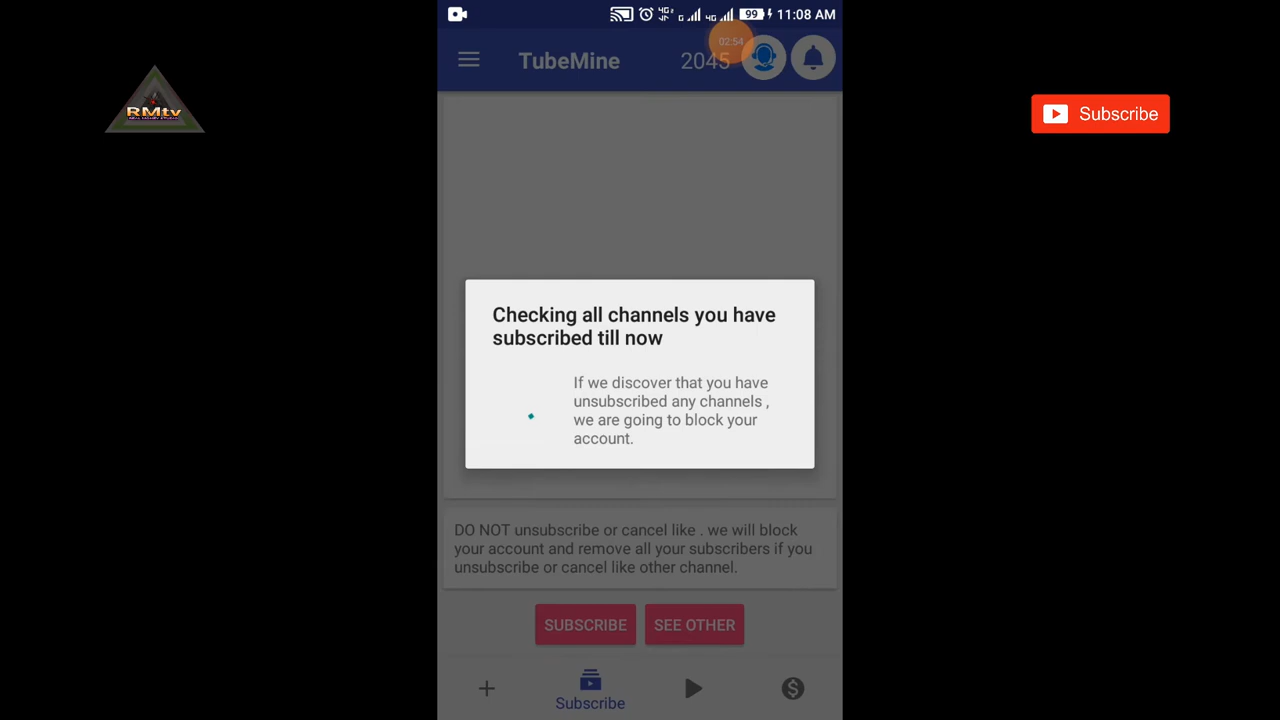 99
11:08 AM
02:54
TubeMine
2045
RMtv
Subscribe
Checking all channels you have
subscribed till now
If we discover that you have
unsubscribed any channels ,
we are going to block your
account.
DO NOT unsubscribe or cancel like . we will block
your account and remove all your subscribers if you
unsubscribe or cancel like other channel.
SUBSCRIBE
SEE OTHER
Subscribe